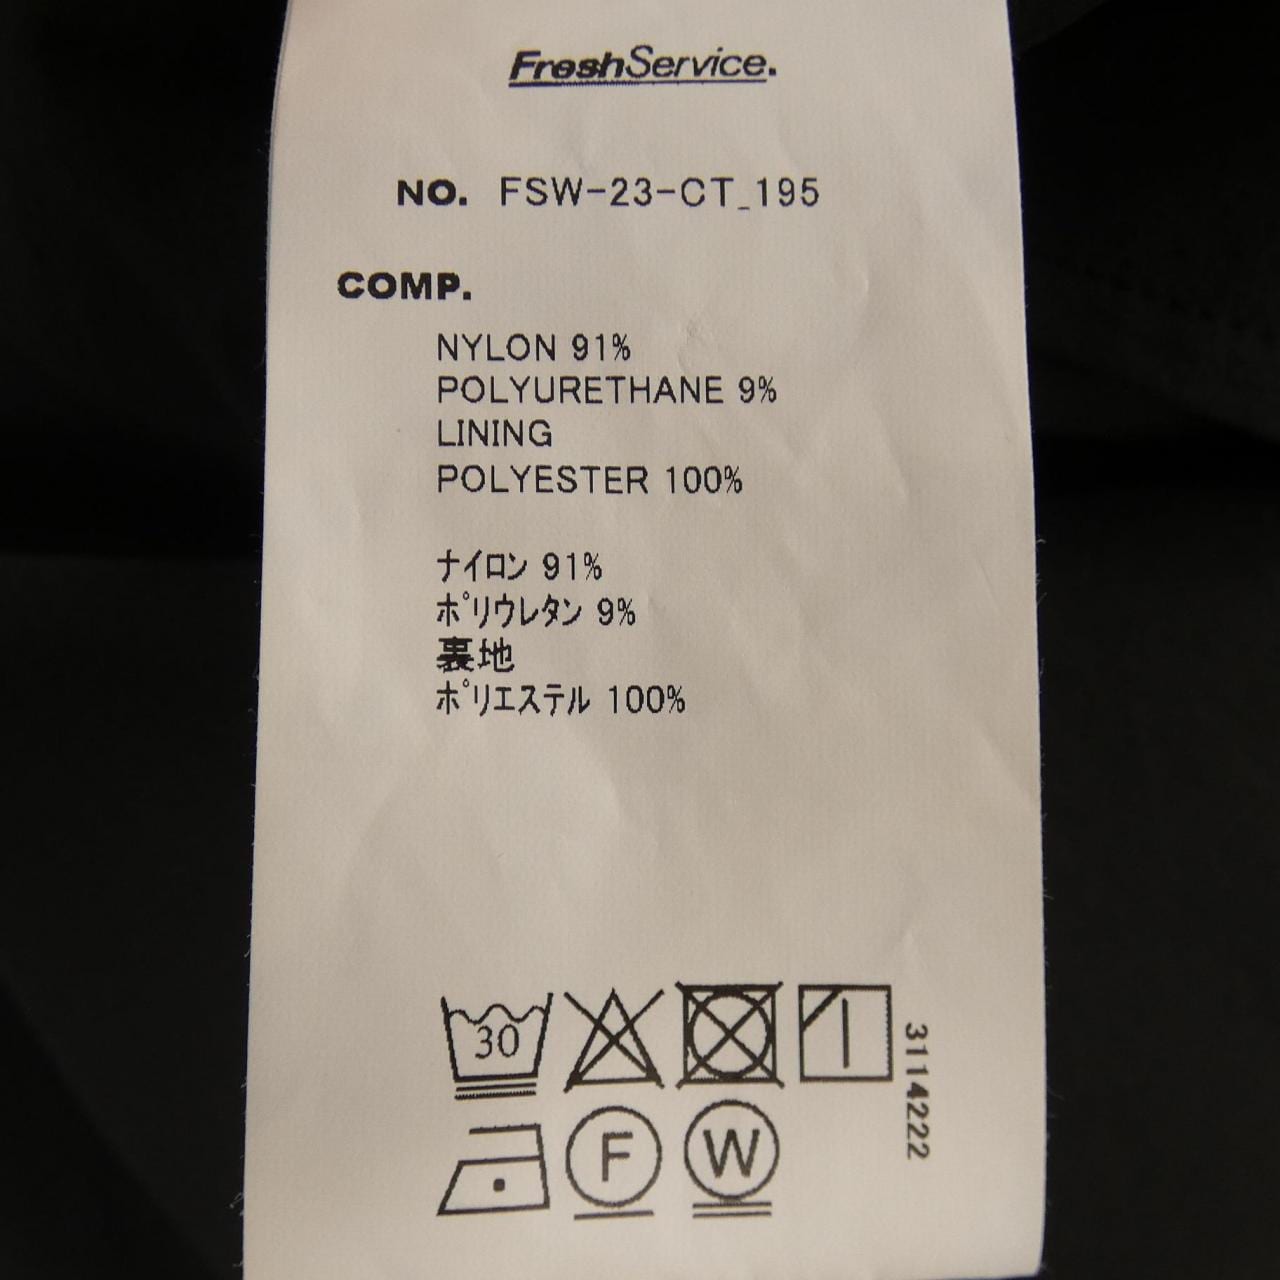 FreshService.
NO. FSW-23-CT_195
COMP.
NYLON 91%
POLYURETHANE 9%
LINING
POLYESTER 100%
ナイロン 91%
ポリウレタン 9%
裏地
ポリエステル 100%
30
F
W
3114222